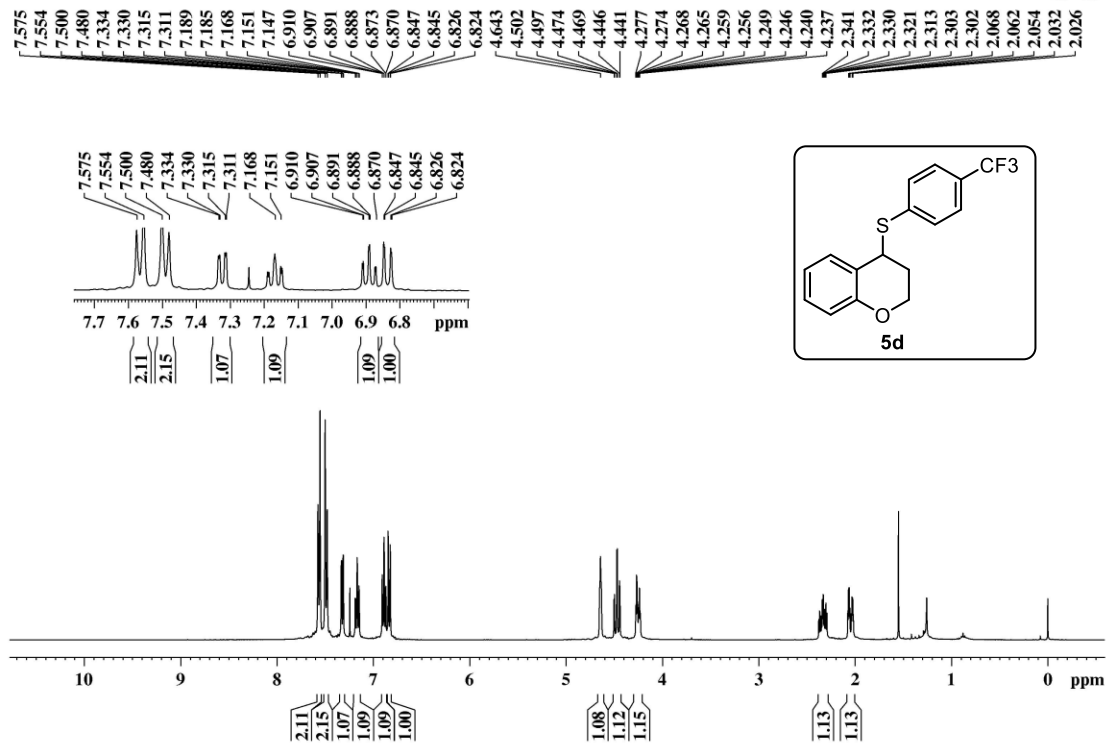 7.575 7.554 7.500 7.480 7.334 7.330 7.315 7.311 7.189 7.185 7.168 7.151 7.147 6.910 6.907 6.891 6.888 6.873 6.870 6.847 6.845 6.826 6.824 4.643 4.502 4.497 4.474 4.469 4.446 4.441 4.277 4.274 4.268 4.265 4.259 4.256 4.249 4.246 4.240 4.237 2.341 2.332 2.330 2.321 2.313 2.303 2.302 2.068 2.062 2.054 2.032 2.026
7.575 7.554 7.500 7.480 7.334 7.330 7.315 7.311 7.168 7.151 6.910 6.907 6.891 6.888 6.870 6.847 6.845 6.826 6.824
7.7 7.6 7.5 7.4 7.3 7.2 7.1 7.0 6.9 6.8 ppm
2.11 2.15 1.07 1.09 1.09 1.00
CF3
S
O
5d
10 9 8 7 6 5 4 3 2 1 0 ppm
2.11 2.15 1.07 1.09 1.09 1.00 1.08 1.12 1.15 1.13 1.13